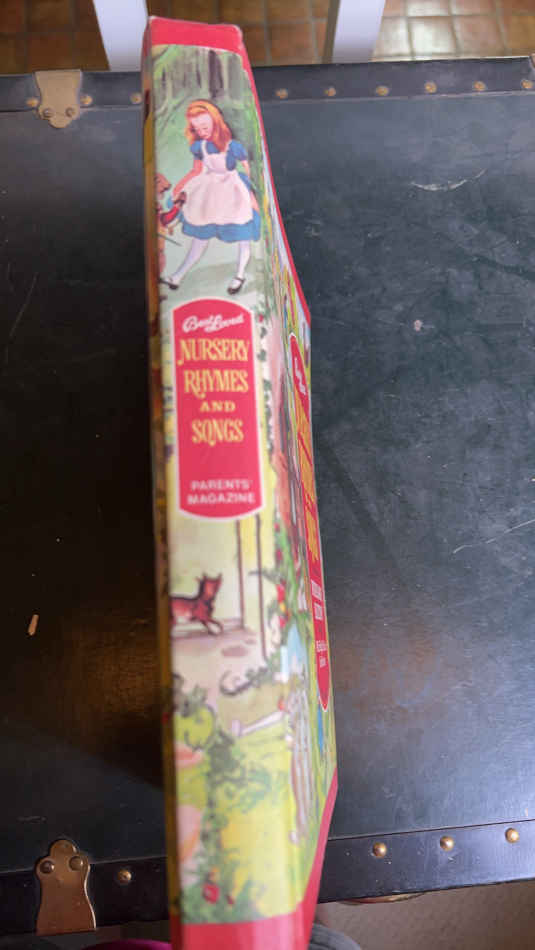 Best Loved
NURSERY
RHYMES
AND
SONGS
PARENTS'
MAGAZINE